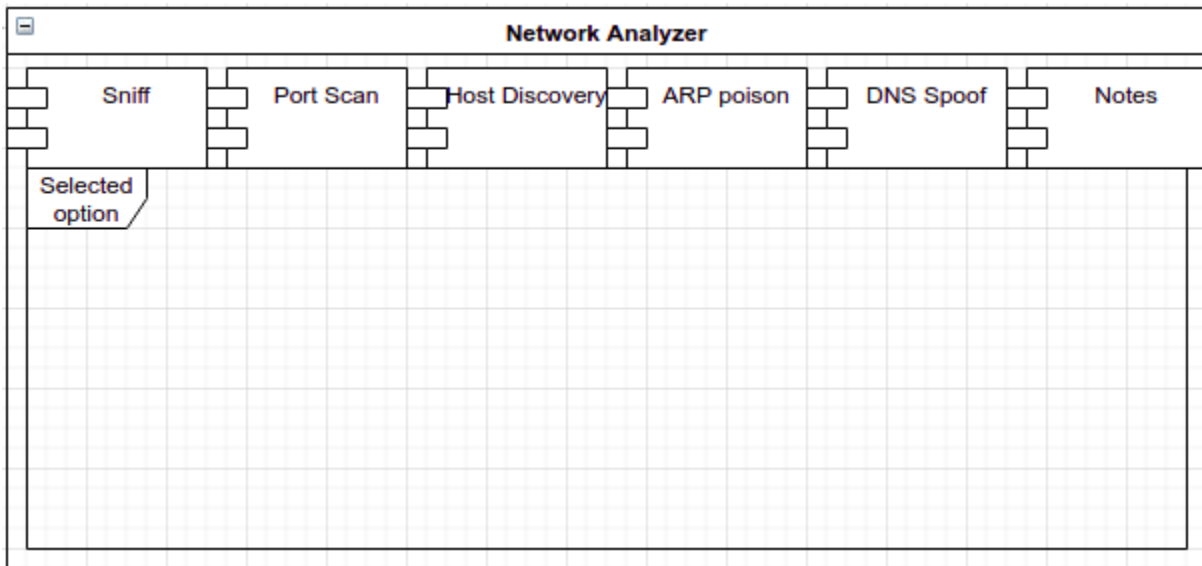 Network Analyzer
Sniff
Port Scan
Host Discovery
ARP poison
DNS Spoof
Notes
Selected
option